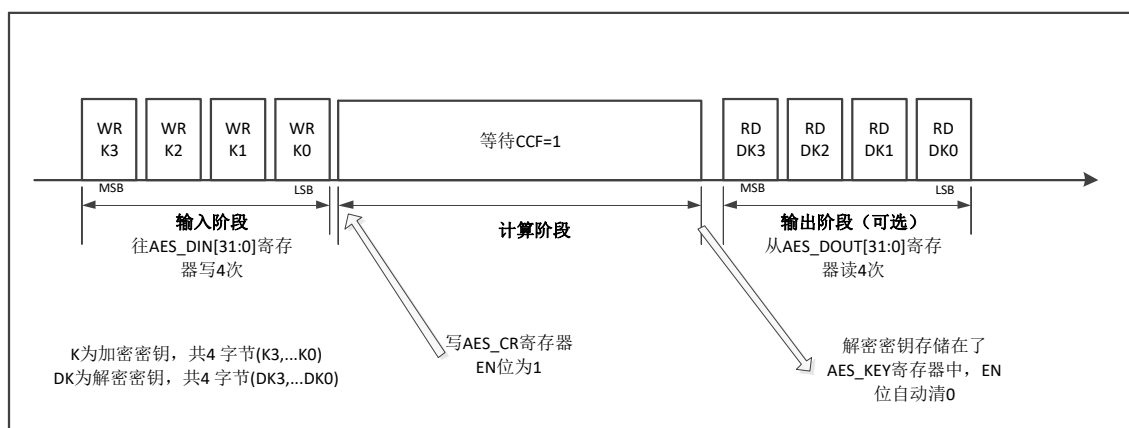 WR
K3
WR
K2
WR
K1
WR
K0
等待CCF=1
RD
DK3
RD
DK2
RD
DK1
RD
DK0
MSB
LSB
MSB
LSB
输入阶段
往AES_DIN[31:0]寄存
器写4次
计算阶段
输出阶段（可选）
从AES_DOUT[31:0]寄存
器读4次
写AES_CR寄存器
EN位为1
K为加密密钥，共4 字节(K3,...K0)
DK为解密密钥，共4 字节(DK3,...DK0)
解密密钥存储在了
AES_KEY寄存器中，EN
位自动清0